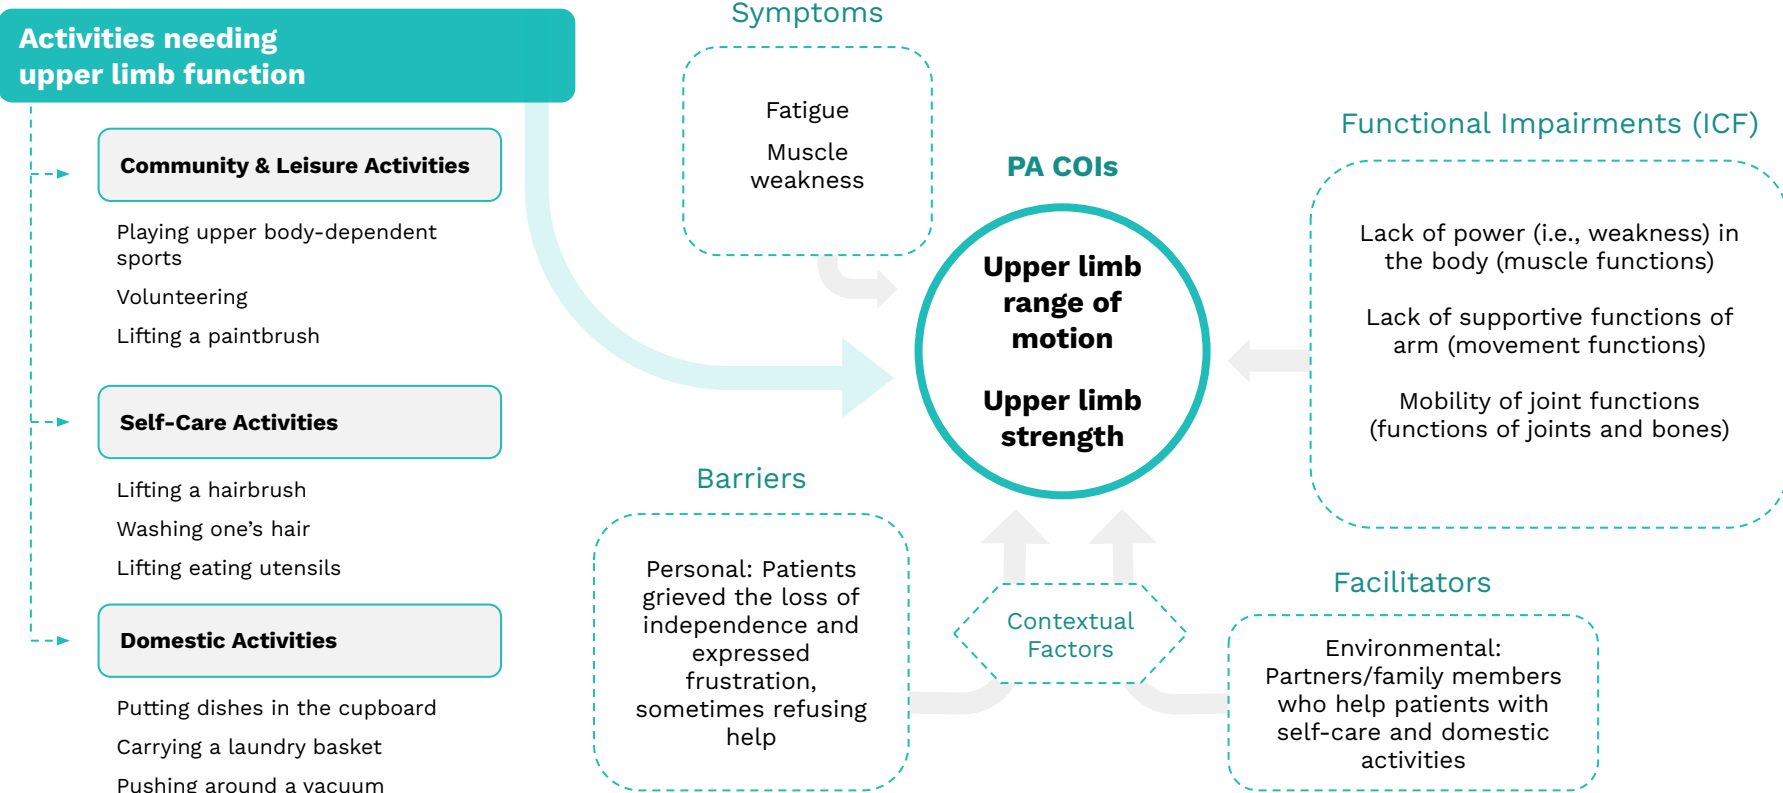 Activities needing
upper limb function
Community & Leisure Activities
Playing upper body-dependent
sports
Volunteering
Lifting a paintbrush
Self-Care Activities
Lifting a hairbrush
Washing one’s hair
Lifting eating utensils
Domestic Activities
Putting dishes in the cupboard
Carrying a laundry basket
Pushing around a vacuum
Symptoms
Fatigue
Muscle
weakness
PA COIs
Upper limb
range of
motion
Upper limb
strength
Functional Impairments (ICF)
Lack of power (i.e., weakness) in
the body (muscle functions)
Lack of supportive functions of
arm (movement functions)
Mobility of joint functions
(functions of joints and bones)
Barriers
Personal: Patients
grieved the loss of
independence and
expressed
frustration,
sometimes refusing
help
Contextual
Factors
Facilitators
Environmental:
Partners/family members
who help patients with
self-care and domestic
activities